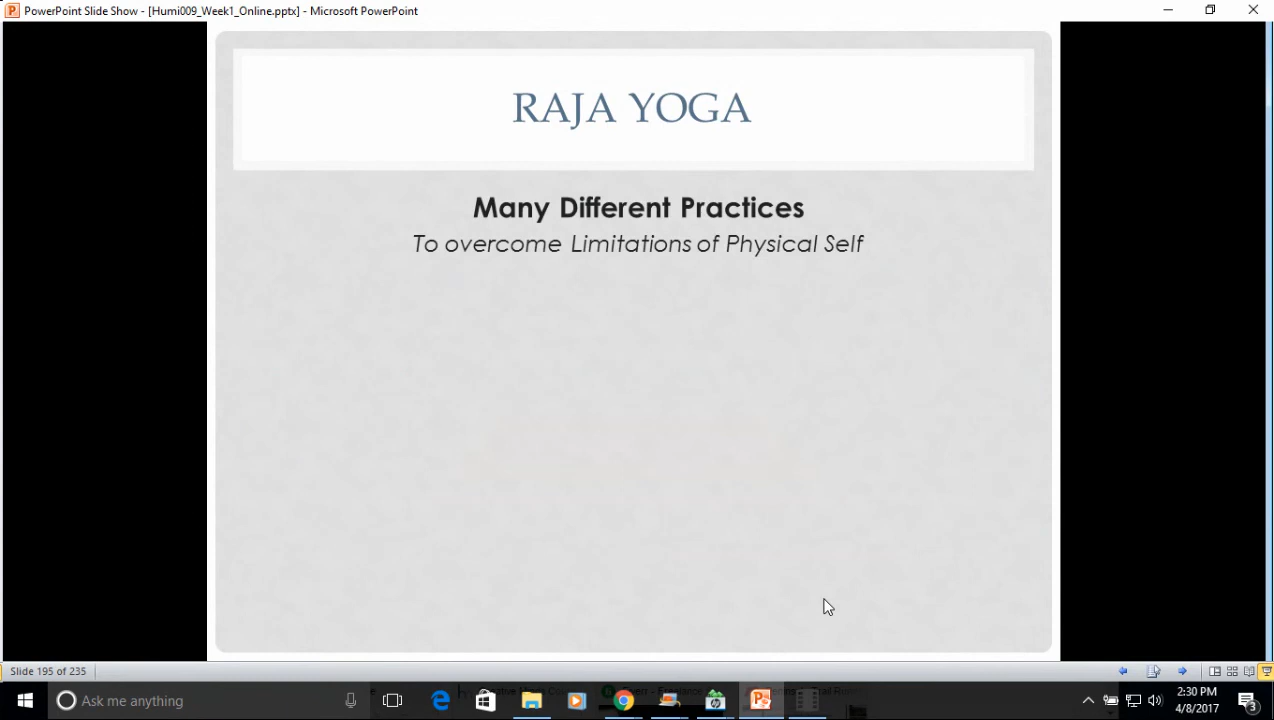 PowerPoint Slide Show - [Humi009_Week1_Online.pptx] - Microsoft PowerPoint
RAJA YOGA
Many Different Practices
To overcome Limitations of Physical Self
Slide 195 of 235
Ask me anything
2:30 PM
4/8/2017
3